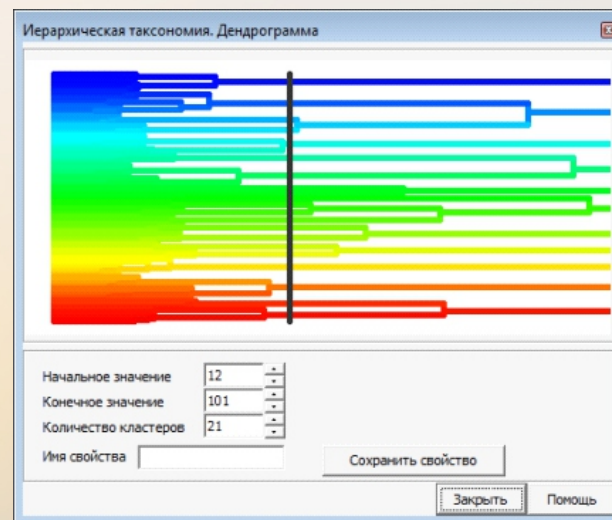 Иерархическая таксономия. Дендрограмма
Начальное значение 12
Конечное значение 101
Количество кластеров 21
Имя свойства Сохранить свойство
Закрыть Помощь